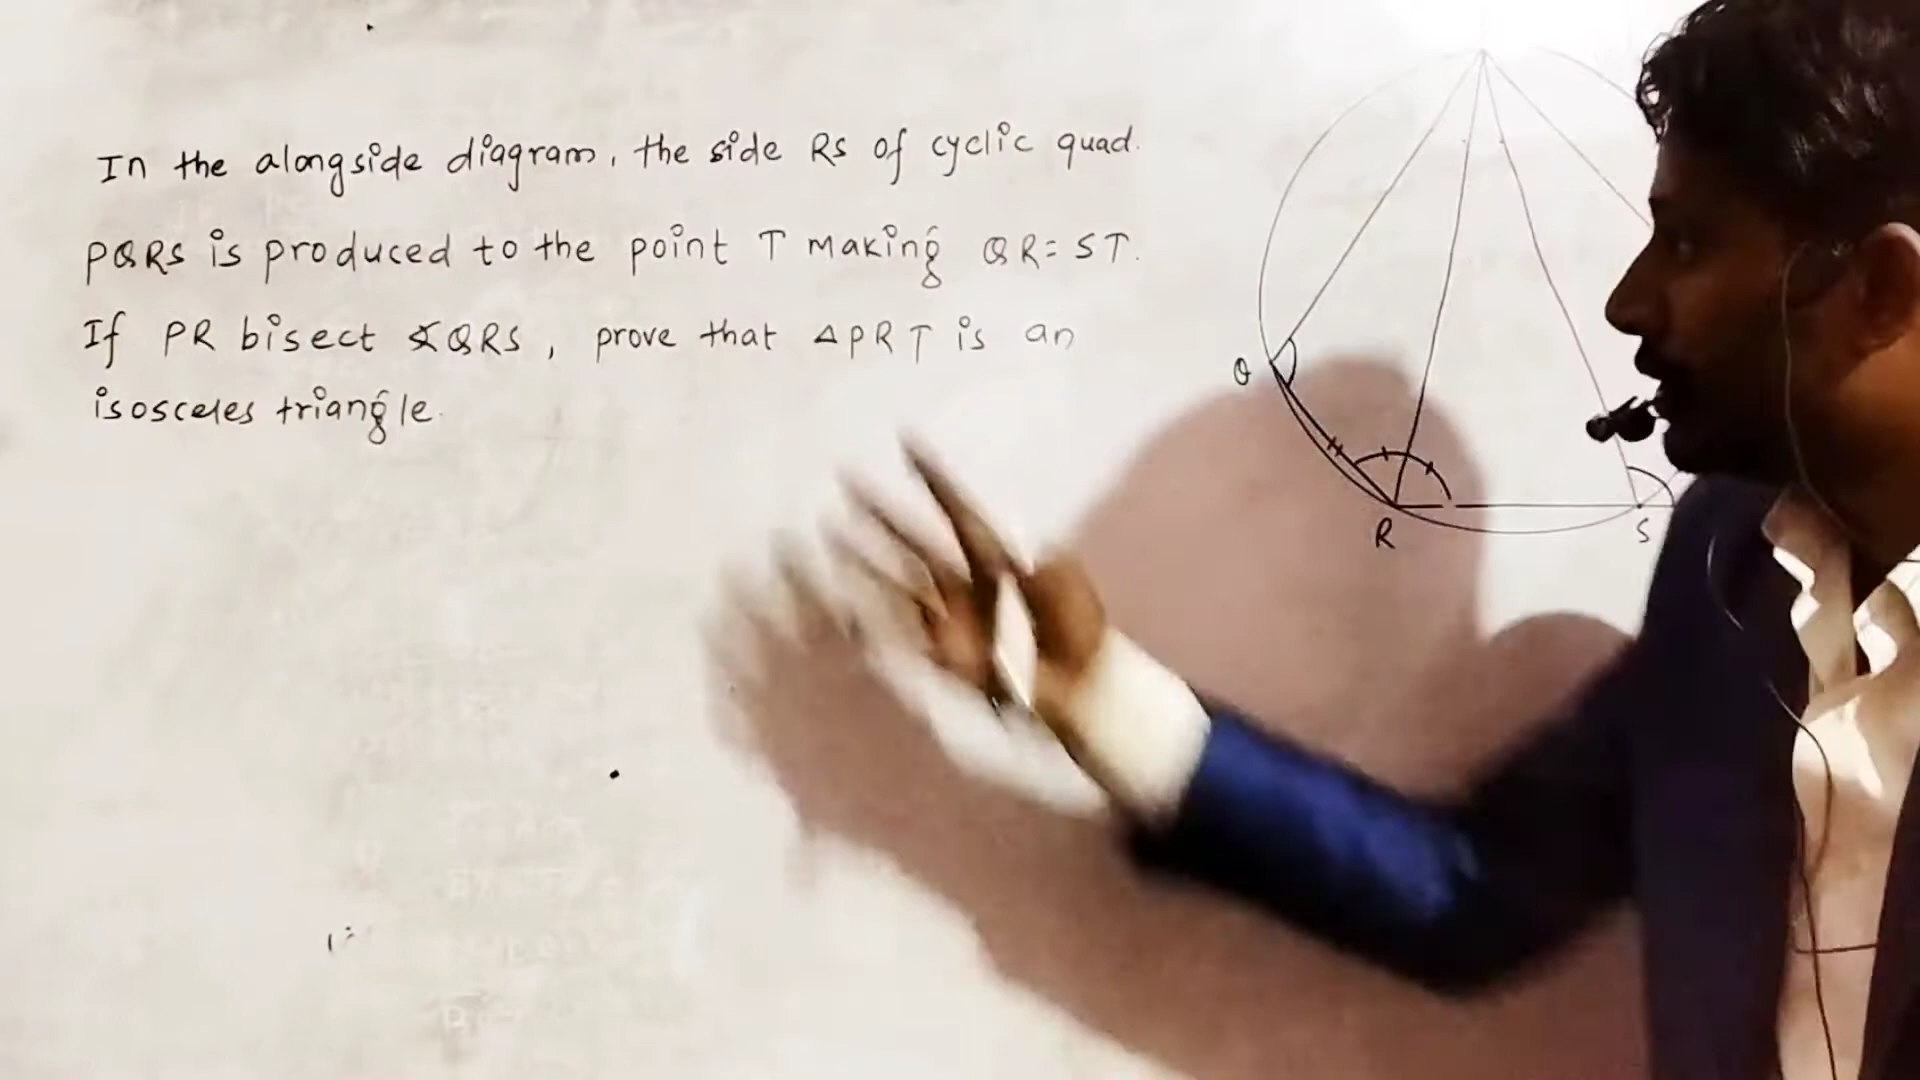 In the alongside diagram, the side RS of cyclic quad.
PQRS is produced to the point T making QR = ST.
If PR bisect ∡QRS, prove that △PRT is an
isosceles triangle.
Q
R
S